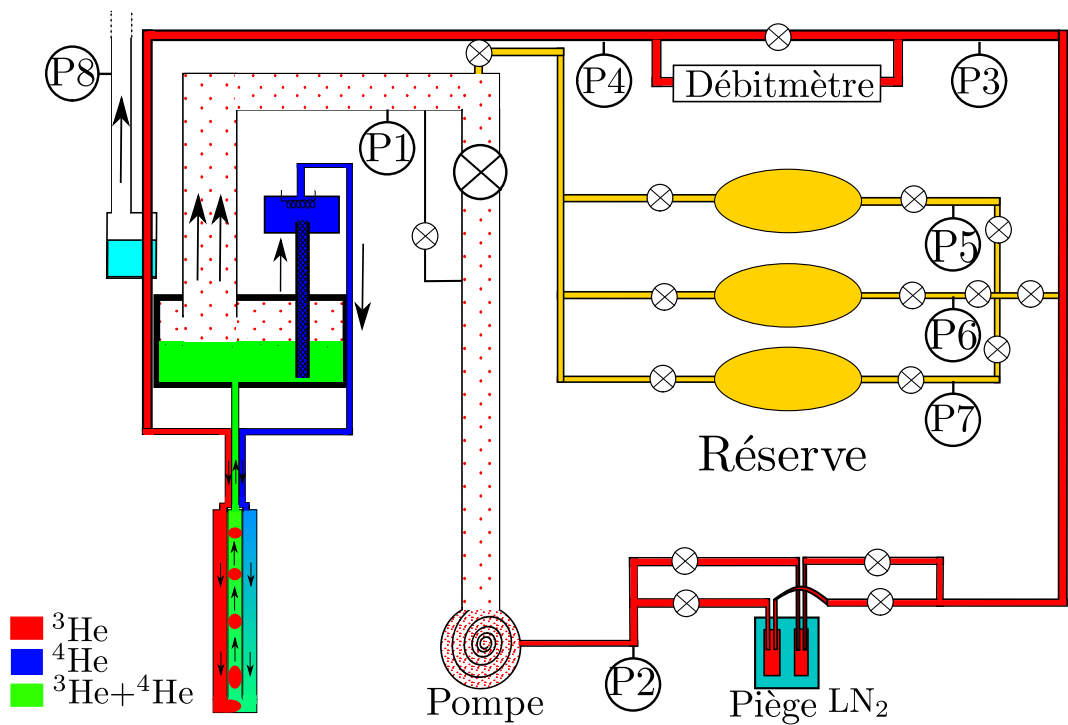 P8
P4
Débitmètre
P3
P1
P5
P6
P7
Réserve
³He
⁴He
³He+⁴He
Pompe
P2
Piège LN₂